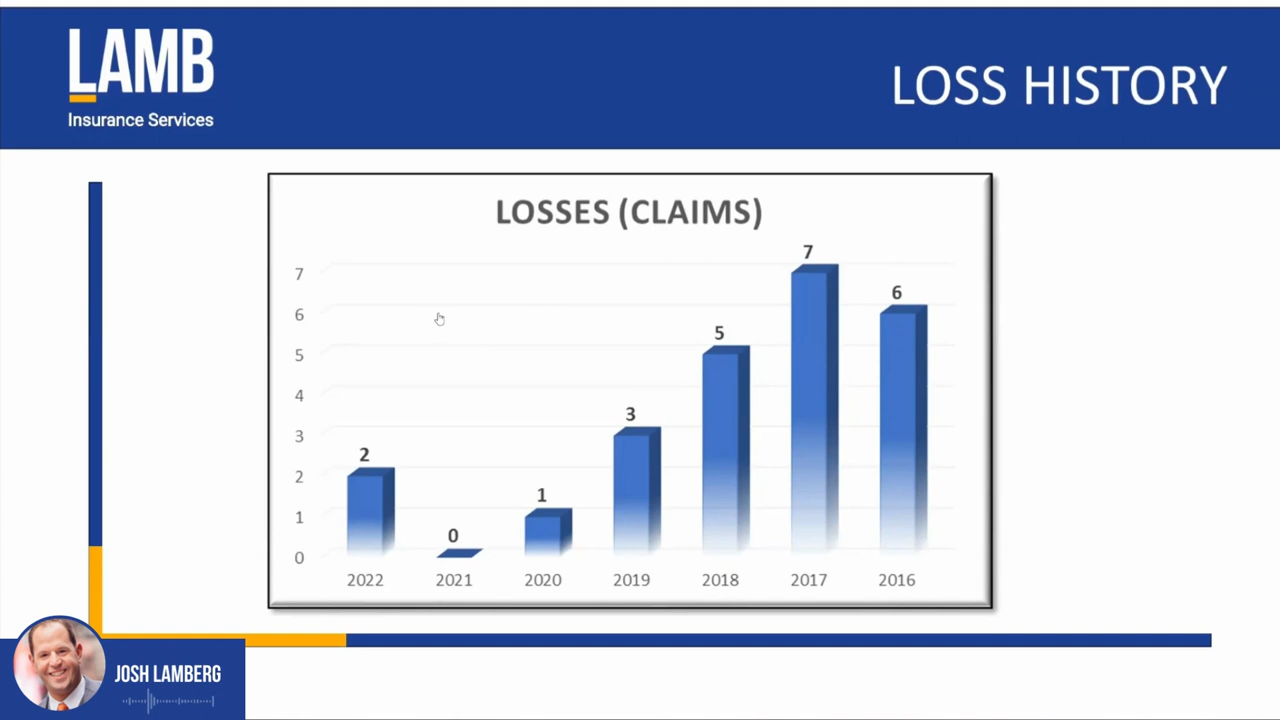 LAMB
Insurance Services
LOSS HISTORY
LOSSES (CLAIMS)
7
6
5
4
3
2
1
0
2
0
1
3
5
7
6
2022 2021 2020 2019 2018 2017 2016
JOSH LAMBERG